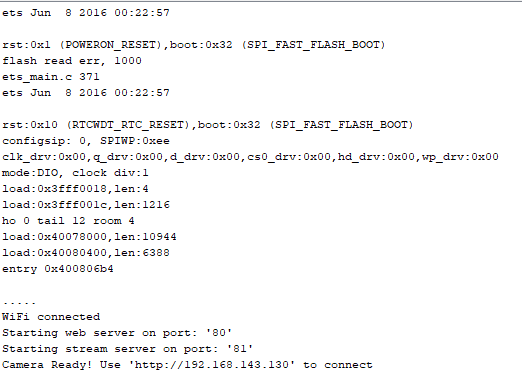 ets Jun  8 2016 00:22:57
rst:0x1 (POWERON_RESET),boot:0x32 (SPI_FAST_FLASH_BOOT)
flash read err, 1000
ets_main.c 371
ets Jun  8 2016 00:22:57
rst:0x10 (RTCWDT_RTC_RESET),boot:0x32 (SPI_FAST_FLASH_BOOT)
configsip: 0, SPIWP:0xee
clk_drv:0x00,q_drv:0x00,d_drv:0x00,cs0_drv:0x00,hd_drv:0x00,wp_drv:0x00
mode:DIO, clock div:1
load:0x3fff0018,len:4
load:0x3fff001c,len:1216
ho 0 tail 12 room 4
load:0x40078000,len:10944
load:0x40080400,len:6388
entry 0x400806b4
.....
WiFi connected
Starting web server on port: '80'
Starting stream server on port: '81'
Camera Ready! Use 'http://192.168.143.130' to connect